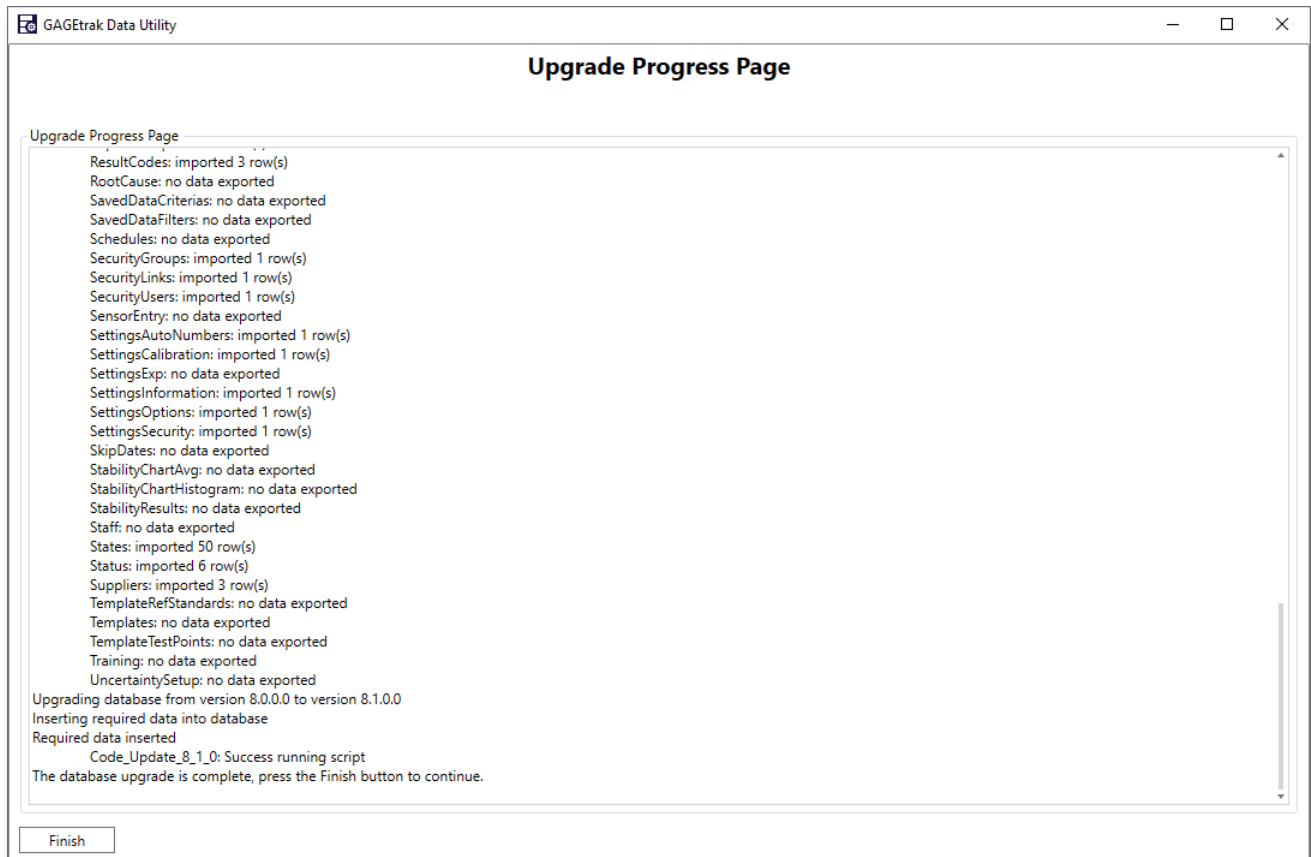 GAGEtrak Data Utility
Upgrade Progress Page
Upgrade Progress Page
ResultCodes: imported 3 row(s)
RootCause: no data exported
SavedDataCriterias: no data exported
SavedDataFilters: no data exported
Schedules: no data exported
SecurityGroups: imported 1 row(s)
SecurityLinks: imported 1 row(s)
SecurityUsers: imported 1 row(s)
SensorEntry: no data exported
SettingsAutoNumbers: imported 1 row(s)
SettingsCalibration: imported 1 row(s)
SettingsExp: no data exported
SettingsInformation: imported 1 row(s)
SettingsOptions: imported 1 row(s)
SettingsSecurity: imported 1 row(s)
SkipDates: no data exported
StabilityChartAvg: no data exported
StabilityChartHistogram: no data exported
StabilityResults: no data exported
Staff: no data exported
States: imported 50 row(s)
Status: imported 6 row(s)
Suppliers: imported 3 row(s)
TemplateRefStandards: no data exported
Templates: no data exported
TemplateTestPoints: no data exported
Training: no data exported
UncertaintySetup: no data exported
Upgrading database from version 8.0.0.0 to version 8.1.0.0
Inserting required data into database
Required data inserted
Code_Update_8_1_0: Success running script
The database upgrade is complete, press the Finish button to continue.
Finish